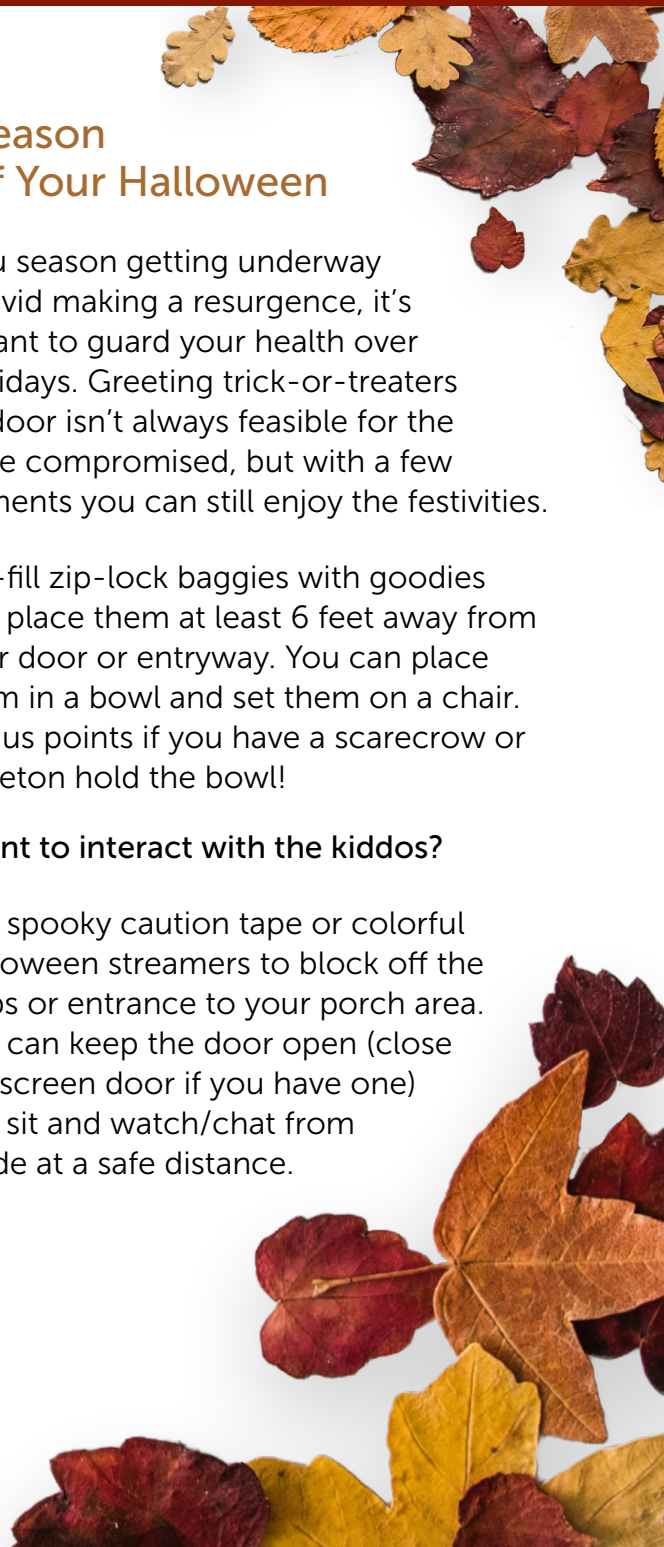 eason
f Your Halloween
u season getting underway
vid making a resurgence, it’s
ant to guard your health over
idays. Greeting trick-or-treaters
door isn’t always feasible for the
e compromised, but with a few
ments you can still enjoy the festivities.
-fill zip-lock baggies with goodies
place them at least 6 feet away from
r door or entryway. You can place
m in a bowl and set them on a chair.
us points if you have a scarecrow or
eton hold the bowl!
nt to interact with the kiddos?
spooky caution tape or colorful
loween streamers to block off the
ps or entrance to your porch area.
can keep the door open (close
screen door if you have one)
sit and watch/chat from
de at a safe distance.